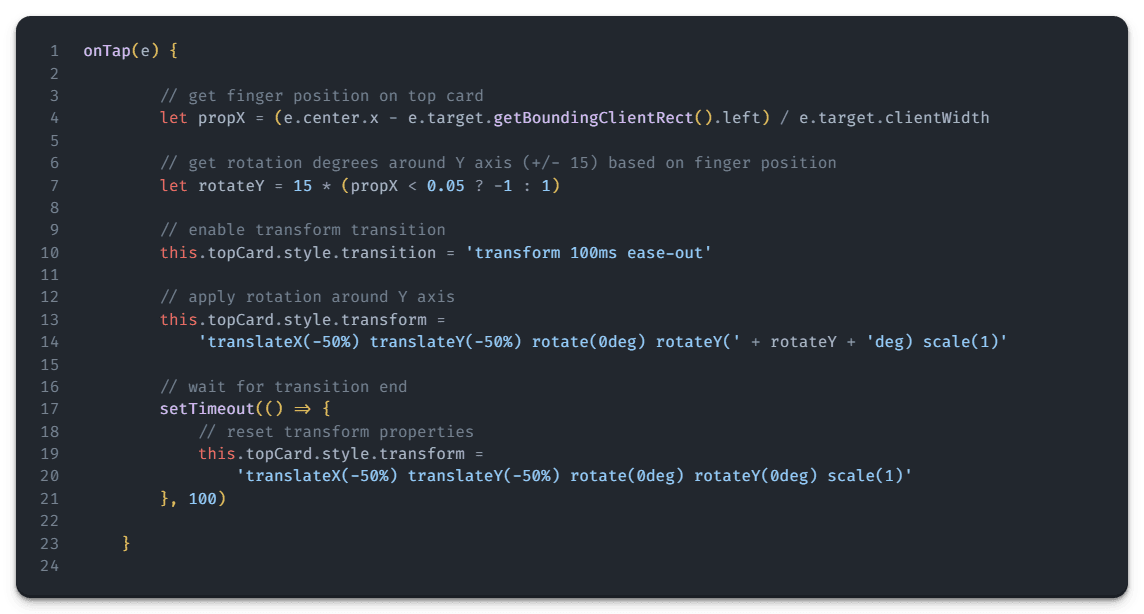 1 onTap(e) {
2
3 // get finger position on top card
4 let propX = (e.center.x - e.target.getBoundingClientRect().left) / e.target.clientWidth
5
6 // get rotation degrees around Y axis (+/- 15) based on finger position
7 let rotateY = 15 * (propX < 0.05 ? -1 : 1)
8
9 // enable transform transition
10 this.topCard.style.transition = 'transform 100ms ease-out'
11
12 // apply rotation around Y axis
13 this.topCard.style.transform =
14 'translateX(-50%) translateY(-50%) rotate(0deg) rotateY(' + rotateY + 'deg) scale(1)'
15
16 // wait for transition end
17 setTimeout(() => {
18 // reset transform properties
19 this.topCard.style.transform =
20 'translateX(-50%) translateY(-50%) rotate(0deg) rotateY(0deg) scale(1)'
21 }, 100)
22
23 }
24